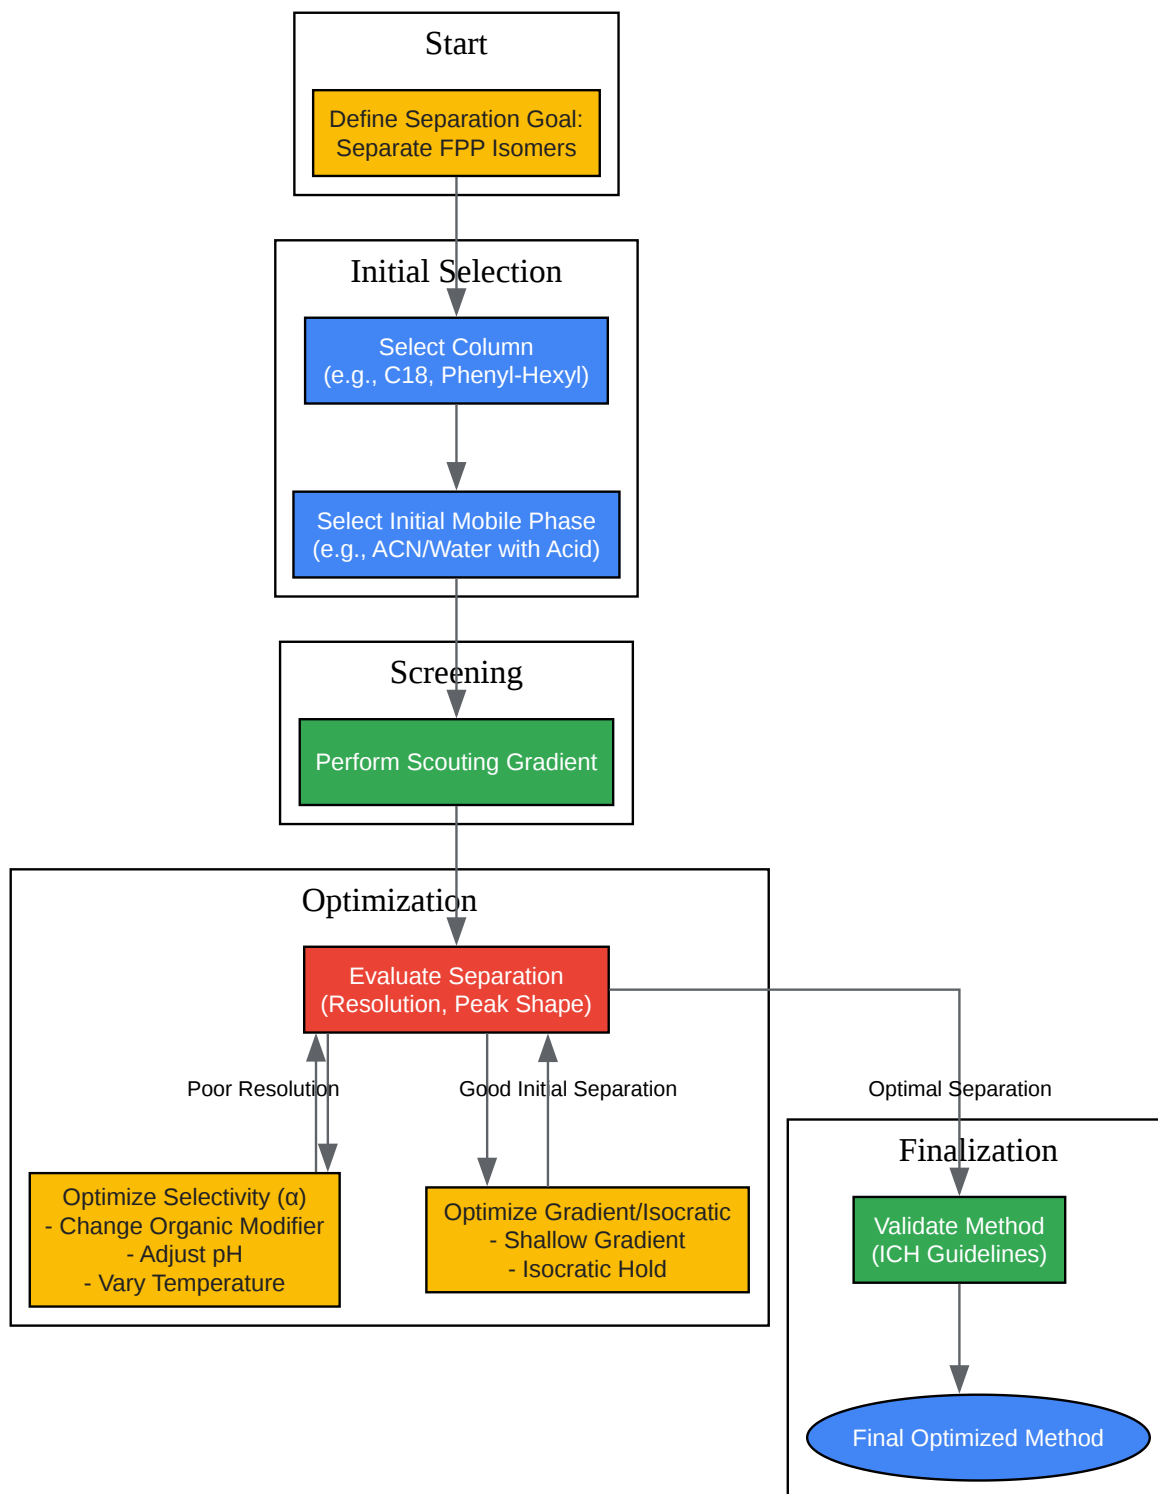 Start
Define Separation Goal:
Separate FPP Isomers
Initial Selection
Select Column
(e.g., C18, Phenyl-Hexyl)
Select Initial Mobile Phase
(e.g., ACN/Water with Acid)
Screening
Perform Scouting Gradient
Optimization
Evaluate Separation
(Resolution, Peak Shape)
Poor Resolution
Good Initial Separation
Optimal Separation
Optimize Selectivity (α)
- Change Organic Modifier
- Adjust pH
- Vary Temperature
Optimize Gradient/Isocratic
- Shallow Gradient
- Isocratic Hold
Finalization
Validate Method
(ICH Guidelines)
Final Optimized Method